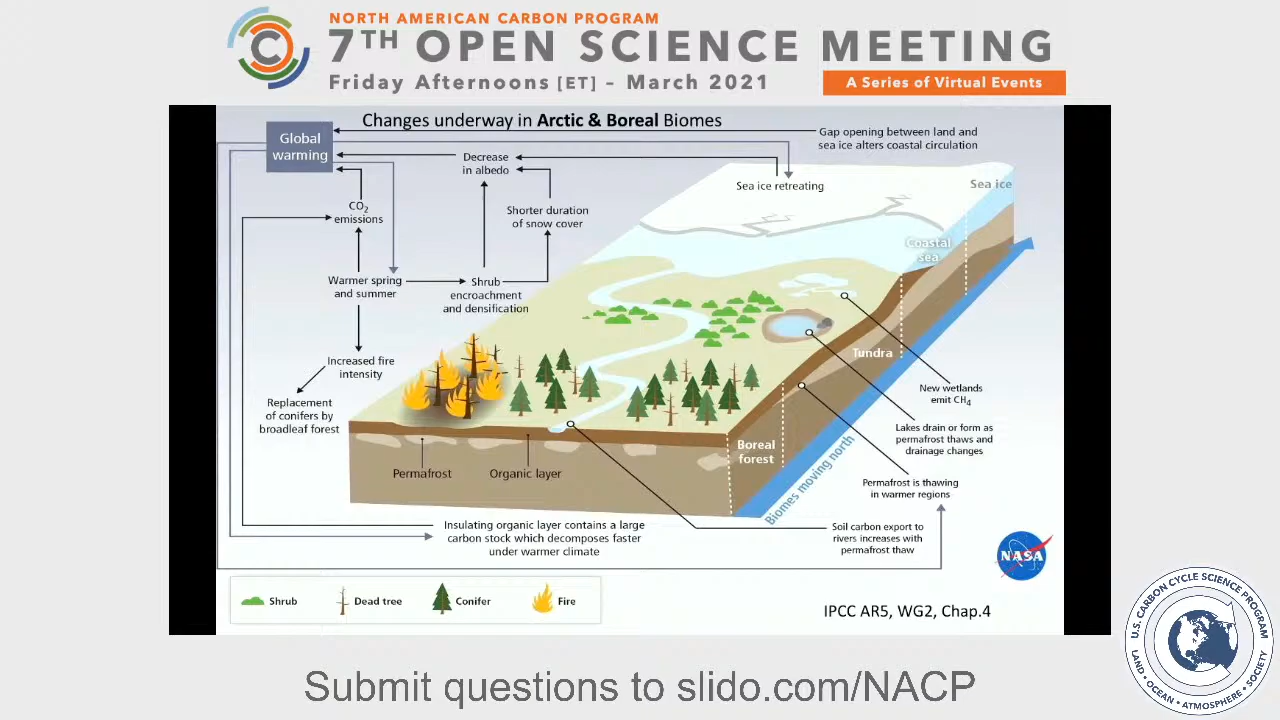 NORTH AMERICAN CARBON PROGRAM
7TH OPEN SCIENCE MEETING
Friday Afternoons [ET] – March 2021
A Series of Virtual Events
C
Changes underway in Arctic & Boreal Biomes
Global
warming
Gap opening between land and
sea ice alters coastal circulation
Decrease
in albedo
Sea ice retreating
Sea ice
CO2
emissions
Shorter duration
of snow cover
Coastal
sea
Warmer spring
and summer
Shrub
encroachment
and densification
Tundra
Increased fire
intensity
Replacement
of conifers by
broadleaf forest
New wetlands
emit CH4
Lakes drain or form as
permafrost thaws and
drainage changes
Boreal
forest
Permafrost
Organic layer
Biomes moving north
Permafrost is thawing
in warmer regions
Insulating organic layer contains a large
carbon stock which decomposes faster
under warmer climate
Soil carbon export to
rivers increases with
permafrost thaw
NASA
Shrub
Dead tree
Conifer
Fire
IPCC AR5, WG2, Chap.4
U.S. CARBON CYCLE SCIENCE PROGRAM
LAND • OCEAN • ATMOSPHERE • SOCIETY
Submit questions to slido.com/NACP